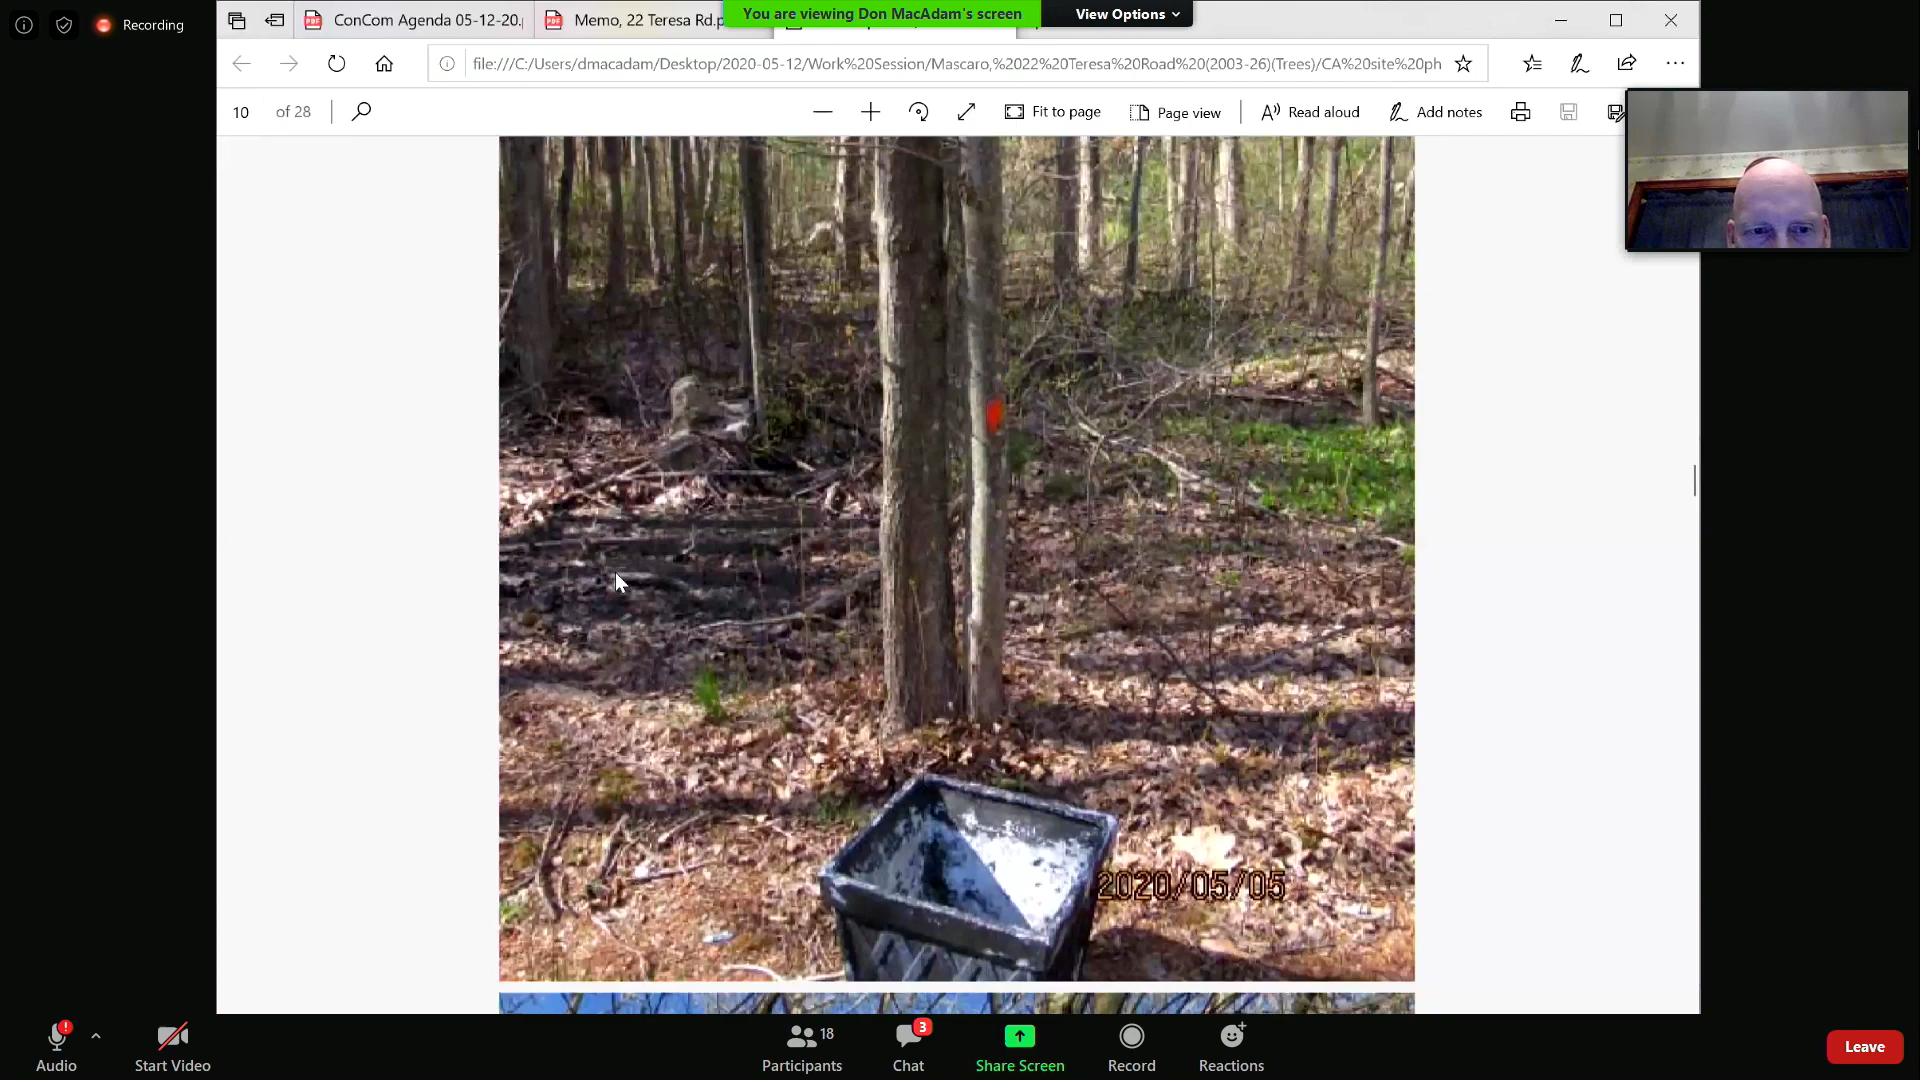 Recording
ConCom Agenda 05-12-20.
Memo, 22 Teresa Rd.p
You are viewing Don MacAdam's screen
View Options
file:///C:/Users/dmacadam/Desktop/2020-05-12/Work%20Session/Mascaro,%2022%20Teresa%20Road%20(2003-26)(Trees)/CA%20site%20ph
10 of 28
Fit to page
Page view
Read aloud
Add notes
2020/05/05
Audio
Start Video
Participants 18
Chat 3
Share Screen
Record
Reactions
Leave